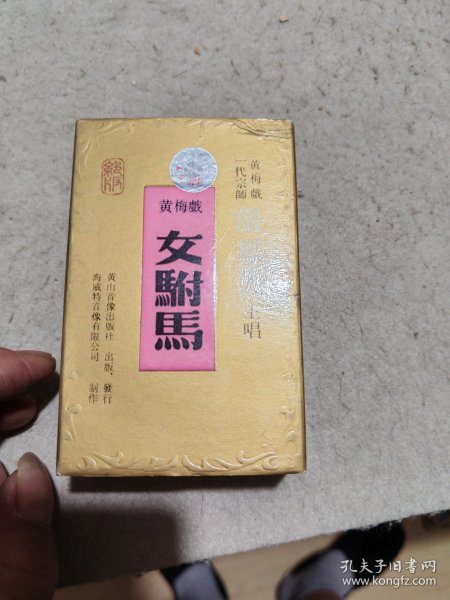 黄梅戲
一代宗師
主唱
黄梅戲
女駙馬
絕版
黄山音像出版社 出版、發行
海威特音像有限公司 制作
孔夫子旧书网
www.kongfz.com